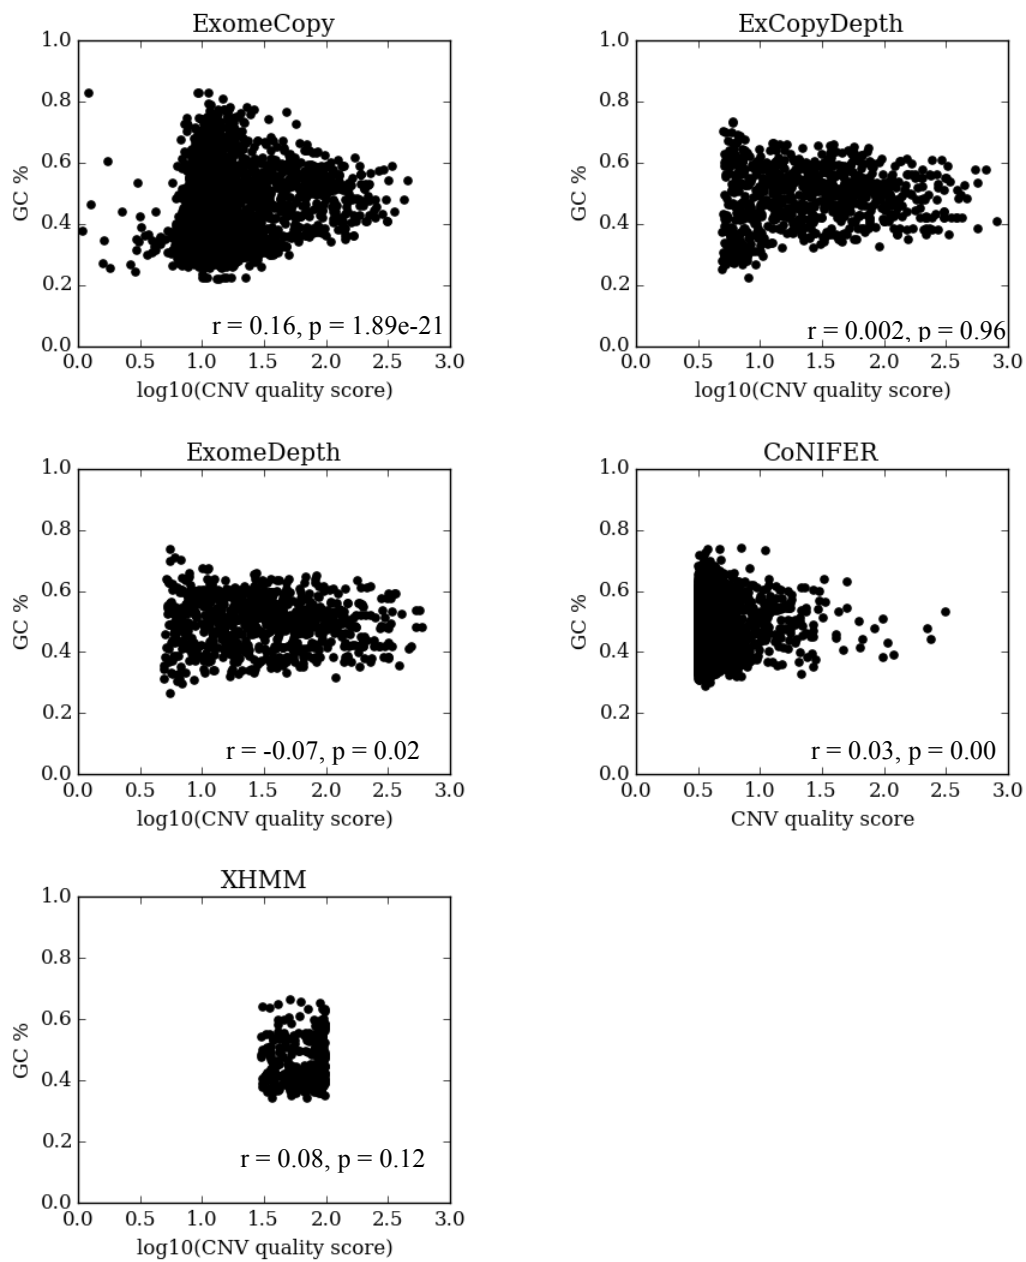 ExomeCopy
1.0
0.8
0.6
0.4
0.2
0.0
GC %
r = 0.16, p = 1.89e-21
0.0 0.5 1.0 1.5 2.0 2.5 3.0
log10(CNV quality score)
ExCopyDepth
1.0
0.8
0.6
0.4
0.2
0.0
GC %
r = 0.002, p = 0.96
0.0 0.5 1.0 1.5 2.0 2.5 3.0
log10(CNV quality score)
ExomeDepth
1.0
0.8
0.6
0.4
0.2
0.0
GC %
r = -0.07, p = 0.02
0.0 0.5 1.0 1.5 2.0 2.5 3.0
log10(CNV quality score)
CoNIFER
1.0
0.8
0.6
0.4
0.2
0.0
GC %
r = 0.03, p = 0.00
0.0 0.5 1.0 1.5 2.0 2.5 3.0
CNV quality score
XHMM
1.0
0.8
0.6
0.4
0.2
0.0
GC %
r = 0.08, p = 0.12
0.0 0.5 1.0 1.5 2.0 2.5 3.0
log10(CNV quality score)